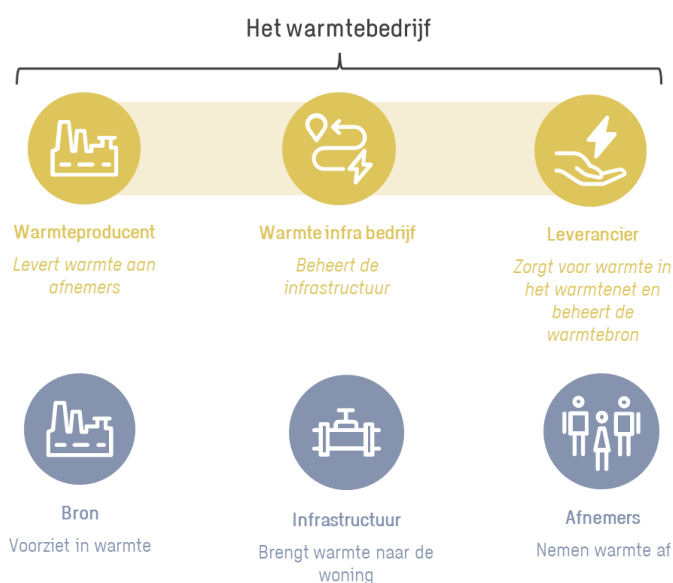 Het warmtebedrijf
Warmteproducent
Levert warmte aan
afnemers
Warmte infra bedrijf
Beheert de
infrastructuur
Leverancier
Zorgt voor warmte in
het warmtenet en
beheert de
warmtebron
Bron
Voorziet in warmte
Infrastructuur
Brengt warmte naar de
woning
Afnemers
Nemen warmte af